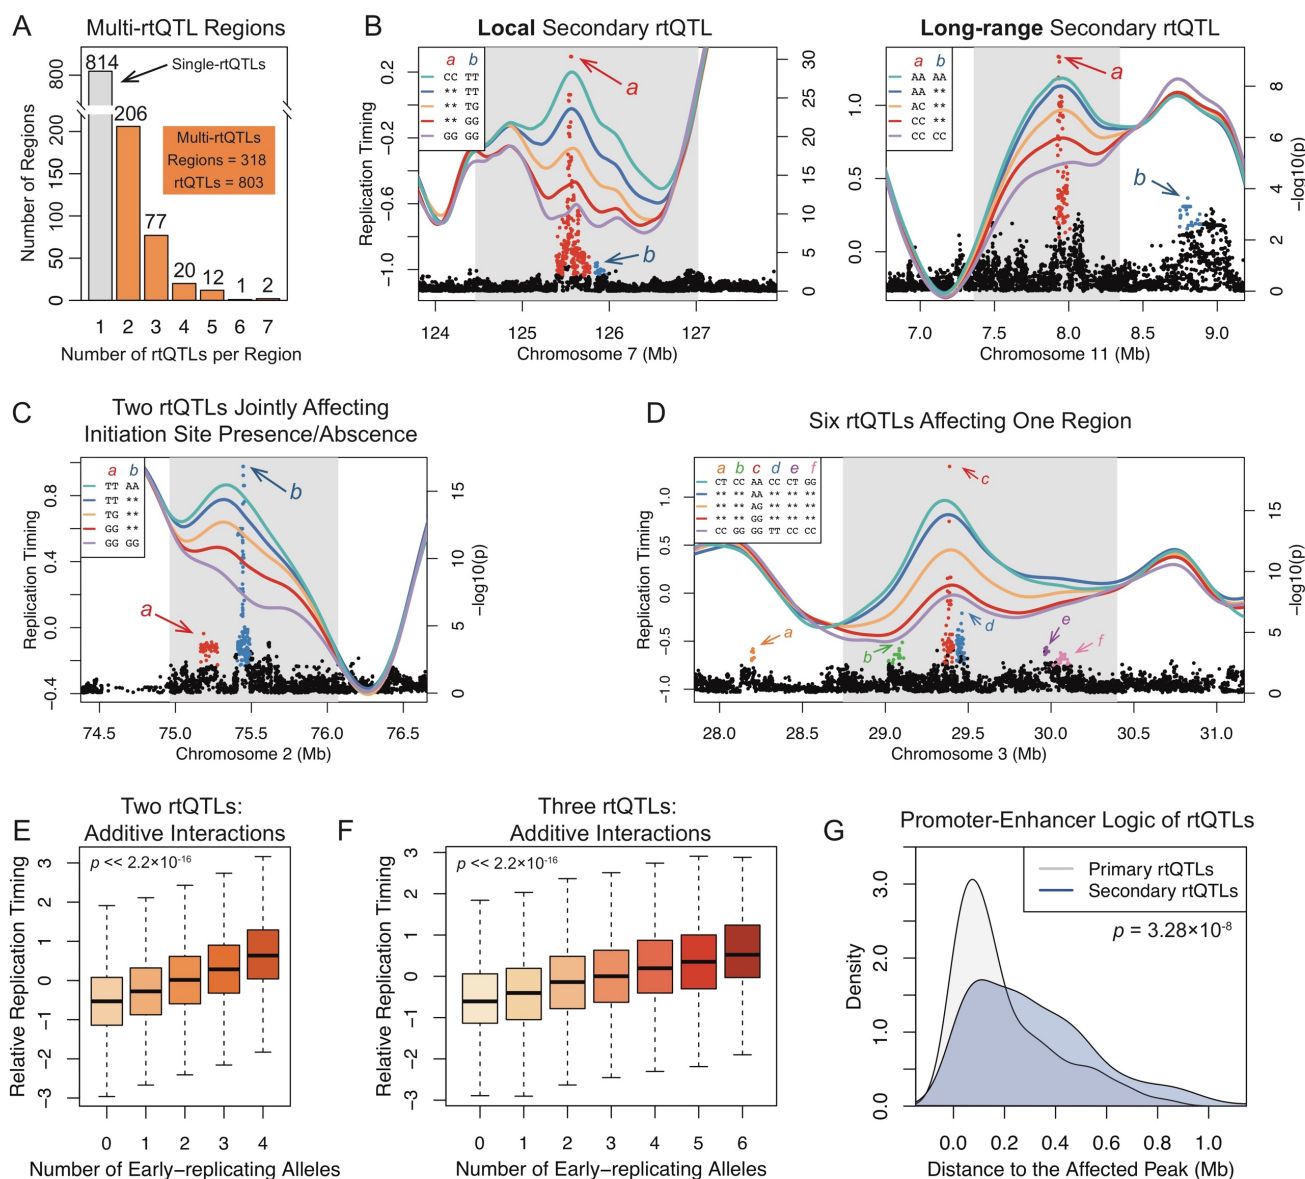 A
Multi-rtQTL Regions
814
Single-rtQTLs
206
Multi-rtQTLs
Regions = 318
rtQTLs = 803
77
20
12
1
2
Number of Regions
0
50
100
150
200
800
1 2 3 4 5 6 7
Number of rtQTLs per Region
B
Local Secondary rtQTL
a b
CC TT
** TT
** TG
** GG
GG GG
a
b
Replication Timing
0.2
−0.2
−0.6
−1.0
0 5 10 15 20 25 30
124 125 126 127
Chromosome 7 (Mb)
Long-range Secondary rtQTL
a b
AA AA
AA **
AC **
CC **
CC CC
a
b
1.0
0.5
0.0
0 2 4 6 8
−log10(p)
7.0 7.5 8.0 8.5 9.0
Chromosome 11 (Mb)
C
Two rtQTLs Jointly Affecting
Initiation Site Presence/Abscence
a b
TT AA
TT **
TG **
GG **
GG GG
b
a
Replication Timing
0.8
0.4
0.0
−0.4
0 5 10 15
−log10(p)
74.5 75.0 75.5 76.0 76.5
Chromosome 2 (Mb)
D
Six rtQTLs Affecting One Region
a b c d e f
CT CC AA CC CT GG
** ** AA ** ** **
** ** AG ** ** **
** ** GG ** ** **
CC GG GG TT CC CC
c
a
b
d
e
f
Replication Timing
1.0
0.5
0.0
−0.5
−1.0
0 5 10 15
−log10(p)
28.0 28.5 29.0 29.5 30.0 30.5 31.0
Chromosome 3 (Mb)
E
Two rtQTLs:
Additive Interactions
p << 2.2×10-16
Relative Replication Timing
3
2
1
0
−1
−2
−3
0 1 2 3 4
Number of Early−replicating Alleles
F
Three rtQTLs:
Additive Interactions
p << 2.2×10-16
Relative Replication Timing
3
2
1
0
−1
−2
−3
0 1 2 3 4 5 6
Number of Early−replicating Alleles
G
Promoter-Enhancer Logic of rtQTLs
Primary rtQTLs
Secondary rtQTLs
p = 3.28×10-8
Density
3.0
2.0
1.0
0.0
0.0 0.2 0.4 0.6 0.8 1.0
Distance to the Affected Peak (Mb)